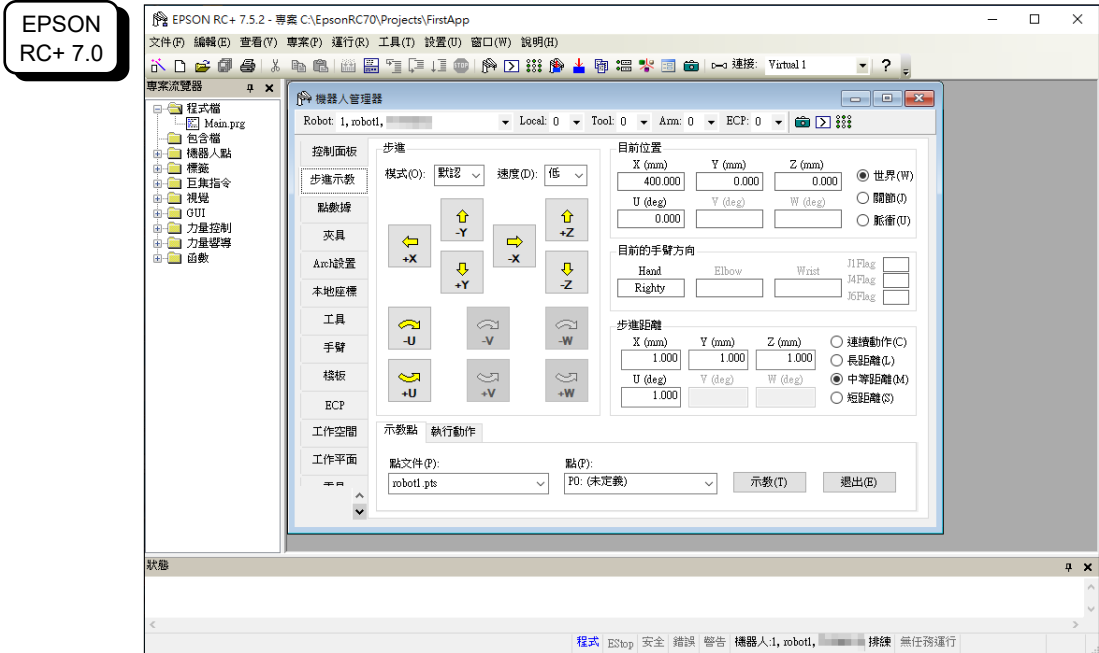 EPSON
RC+ 7.0
EPSON RC+ 7.5.2 - 專案 C:\EpsonRC70\Projects\FirstApp
文件(F) 編輯(E) 查看(V) 專案(P) 運行(R) 工具(T) 設置(U) 窗口(W) 說明(H)
連接: Virtual 1
專案流覽器
程式檔
Main.prg
包含檔
機器人點
標籤
巨集指令
視覺
GUI
力量控制
力量嚮導
函數
機器人管理器
Robot: 1, robot1, Local: 0 Tool: 0 Arm: 0 ECP: 0
控制面板
步進示教
點數據
夾具
Arch設置
本地座標
工具
手臂
棧板
ECP
工作空間
工作平面
步進
模式(O): 默認 速度(D): 低
-Y +Z
+X -X
+Y -Z
-U -V -W
+U +V +W
目前位置
X (mm) Y (mm) Z (mm)
400.000 0.000 0.000
U (deg) V (deg) W (deg)
0.000
世界(W)
關節(J)
脈衝(U)
目前的手臂方向
Hand Elbow Wrist
Righty
J1Flag
J4Flag
J6Flag
步進距離
X (mm) Y (mm) Z (mm)
1.000 1.000 1.000
U (deg) V (deg) W (deg)
1.000
連續動作(C)
長距離(L)
中等距離(M)
短距離(S)
示教點 執行動作
點文件(P): 點(P):
robot1.pts P0: (未定義) 示教(T) 退出(E)
狀態
程式 EStop 安全 錯誤 警告 機器人:1, robot1, 排練 無任務運行